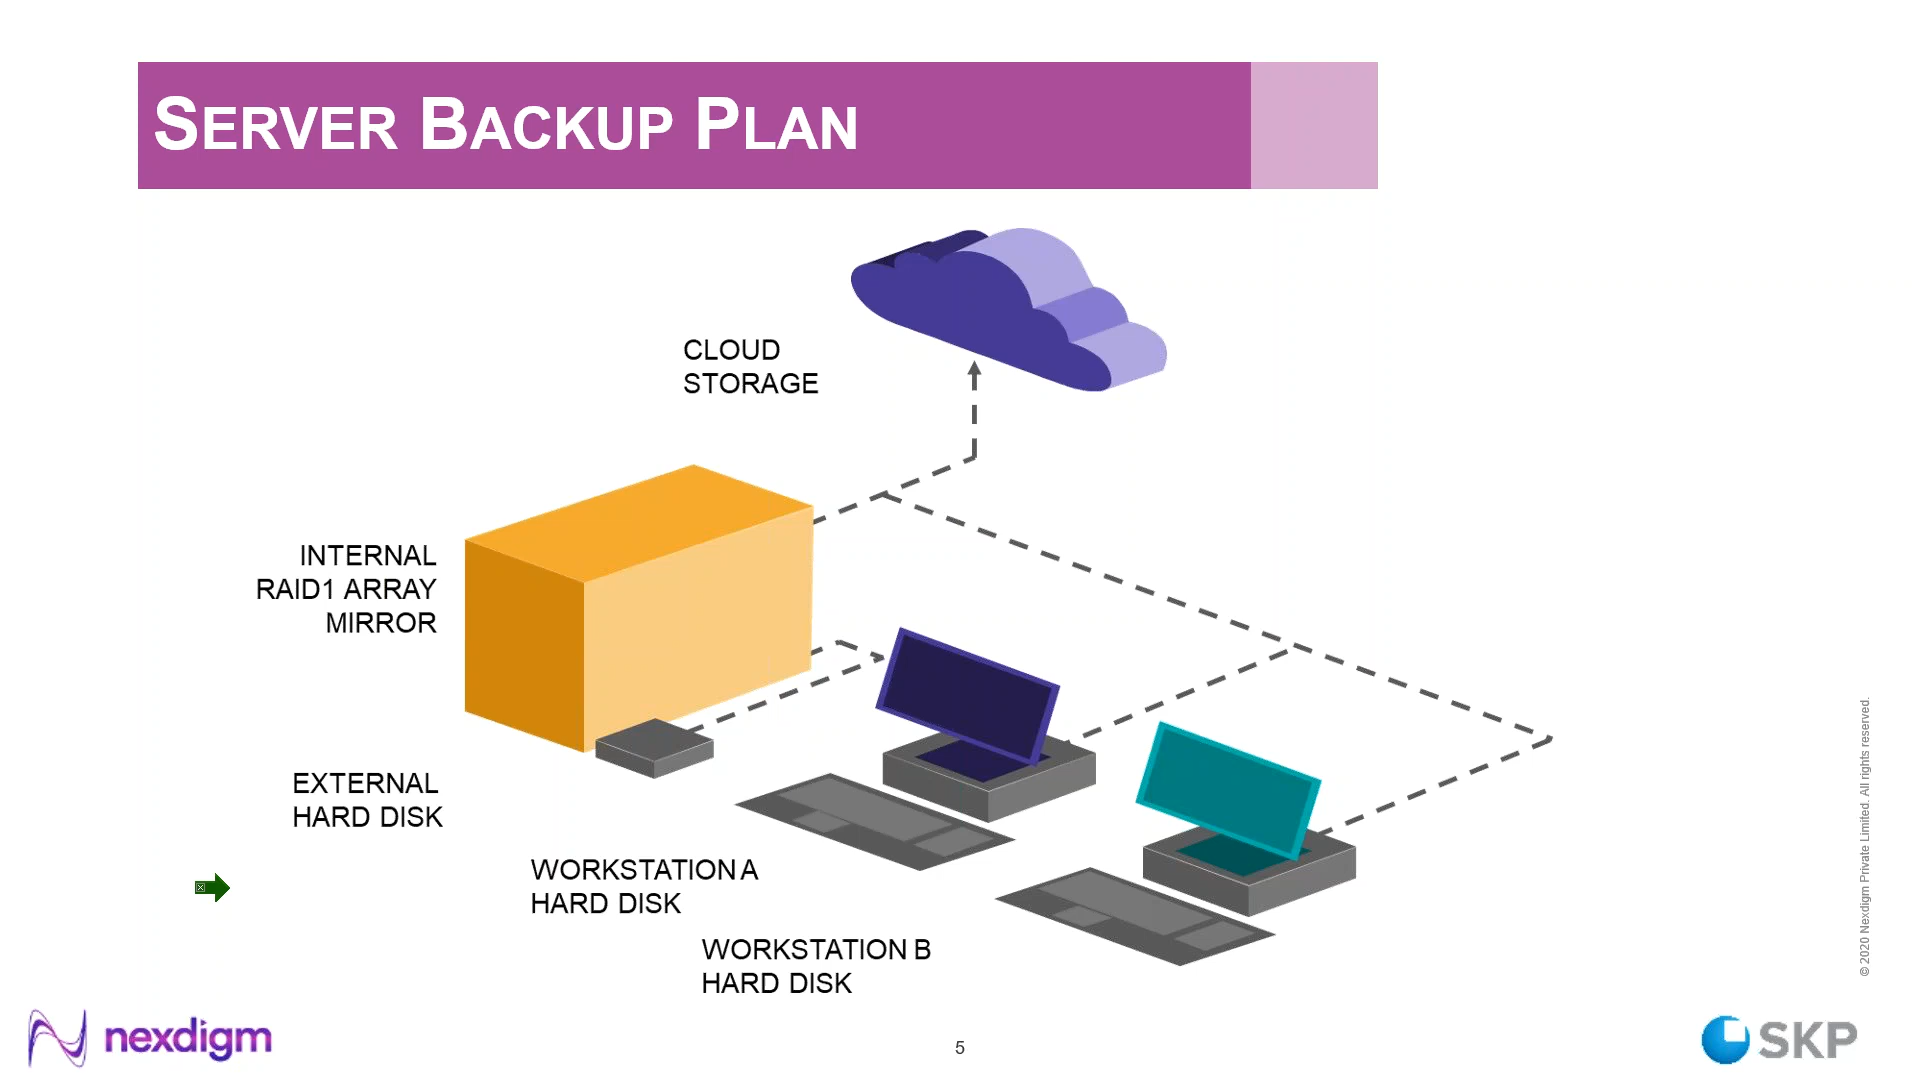 SERVER BACKUP PLAN
CLOUD
STORAGE
INTERNAL
RAID1 ARRAY
MIRROR
EXTERNAL
HARD DISK
WORKSTATION A
HARD DISK
WORKSTATION B
HARD DISK
© 2020 Nexdigm Private Limited. All rights reserved.
nexdigm
5
SKP